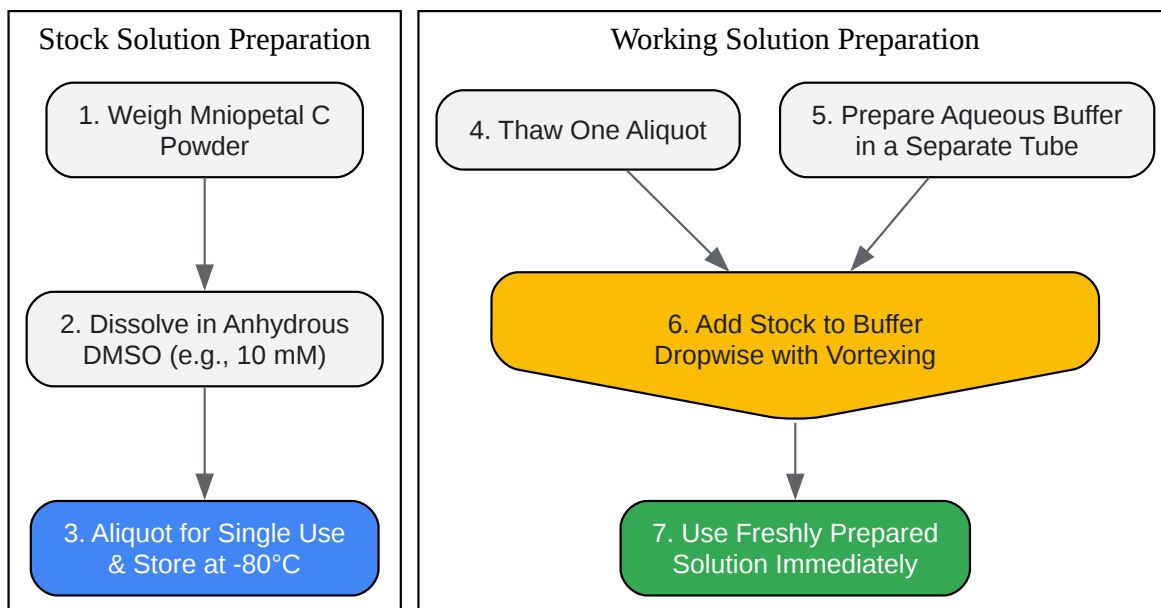 Stock Solution Preparation
1. Weigh Mniopetal C
Powder
2. Dissolve in Anhydrous
DMSO (e.g., 10 mM)
3. Aliquot for Single Use
& Store at -80°C
Working Solution Preparation
4. Thaw One Aliquot
5. Prepare Aqueous Buffer
in a Separate Tube
6. Add Stock to Buffer
Dropwise with Vortexing
7. Use Freshly Prepared
Solution Immediately